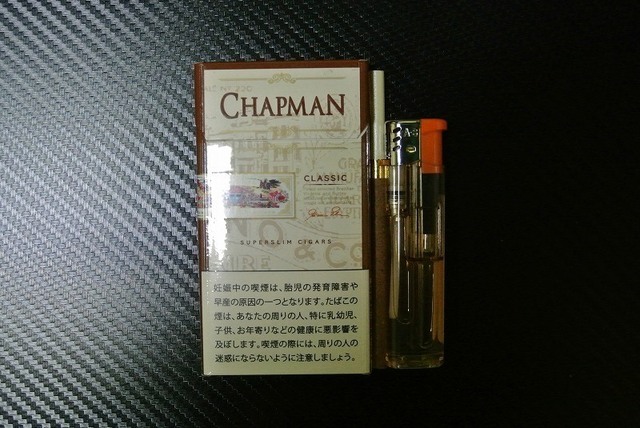 CHAPMAN
CLASSIC
SUPERSLIM CIGARS
妊娠中の喫煙は、胎児の発育障害や
早産の原因の一つとなります。たばこの
煙は、あなたの周りの人、特に乳幼児、
子供、お年寄りなどの健康に悪影響を
及ぼします。喫煙の際には、周りの人の
迷惑にならないように注意しましょう。